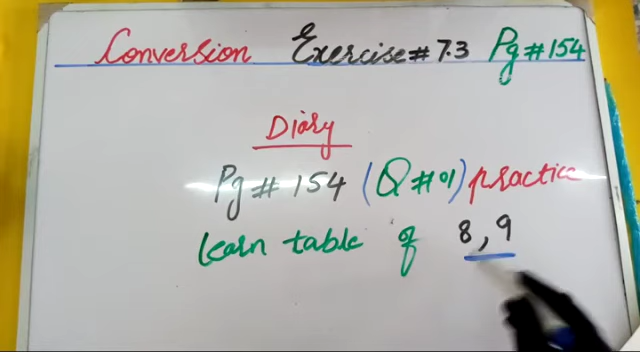 Conversion Exercise # 7.3 Pg # 154
Diary
Pg # 154 (Q # 01) practice
learn table of 8, 9